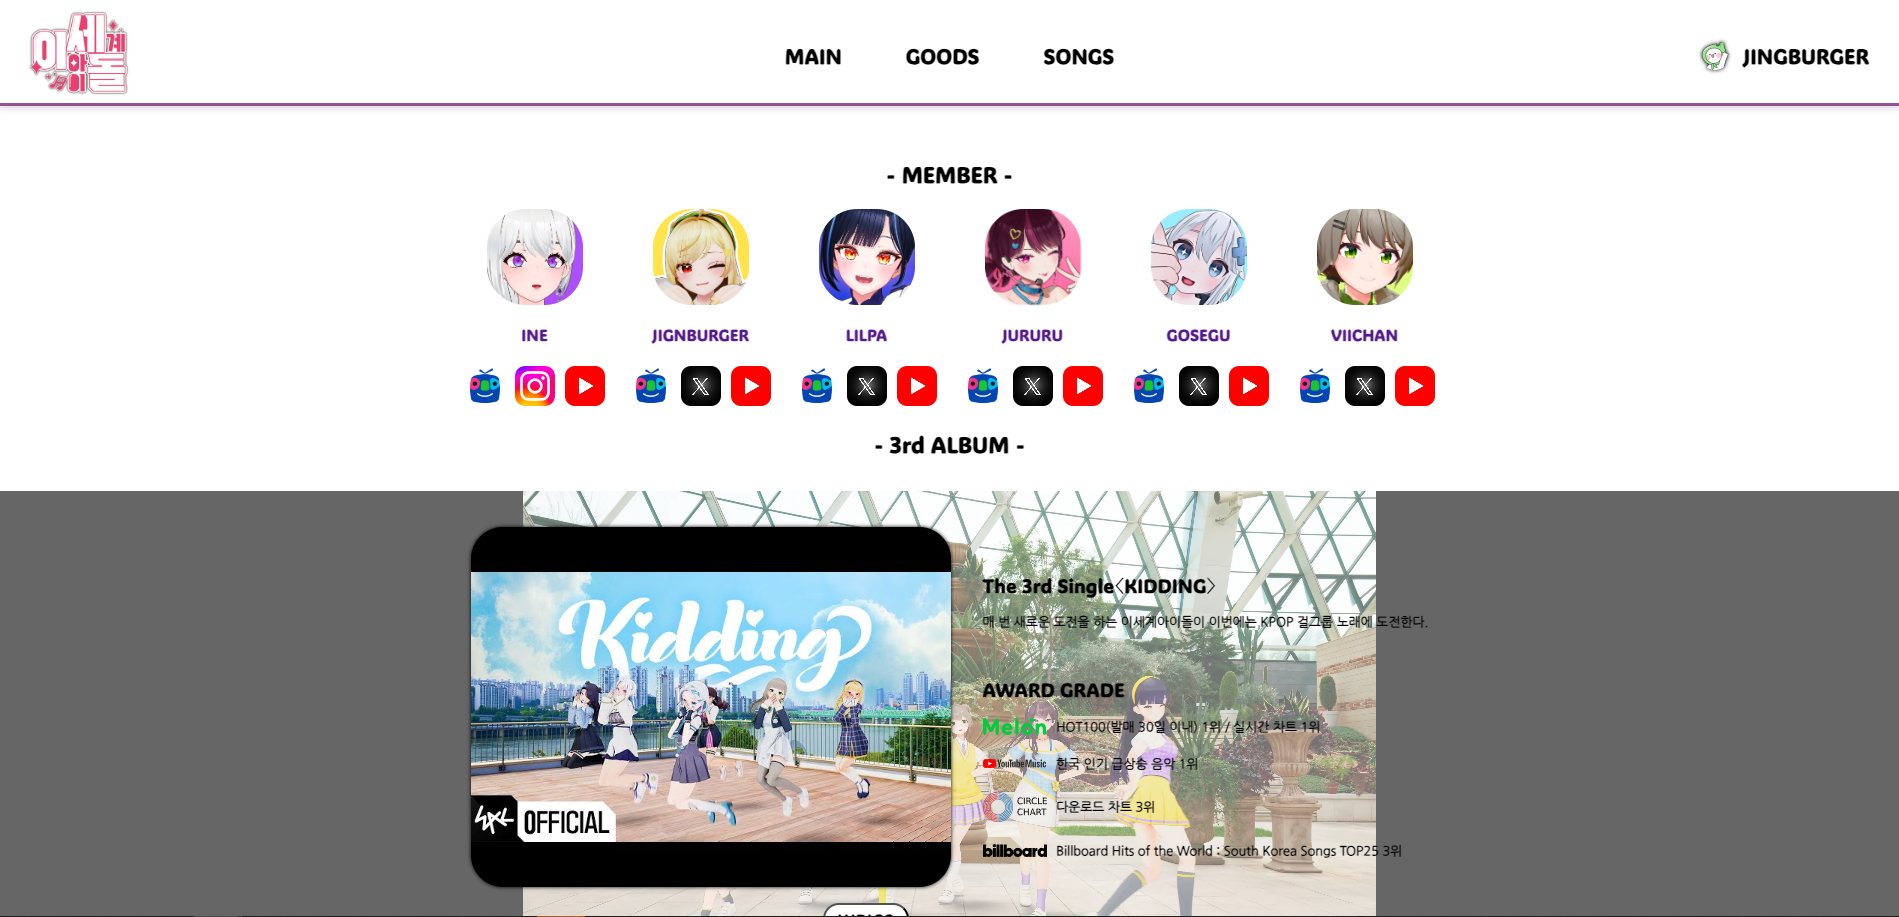 이세계아이돌
MAIN GOODS SONGS
JINGBURGER
- MEMBER -
INE JIGNBURGER LILPA JURURU GOSEGU VIICHAN
- 3rd ALBUM -
Kidding
OFFICIAL
The 3rd Single〈KIDDING〉
매 번 새로운 도전을 하는 이세계아이돌이 이번에는 KPOP 걸그룹 노래에 도전한다.
AWARD GRADE
Melon HOT100(발매 30일 이내) 1위 / 실시간 차트 1위
YouTube Music 한국 인기 급상승 음악 1위
CIRCLE CHART 다운로드 차트 3위
billboard Billboard Hits of the World : South Korea Songs TOP25 3위